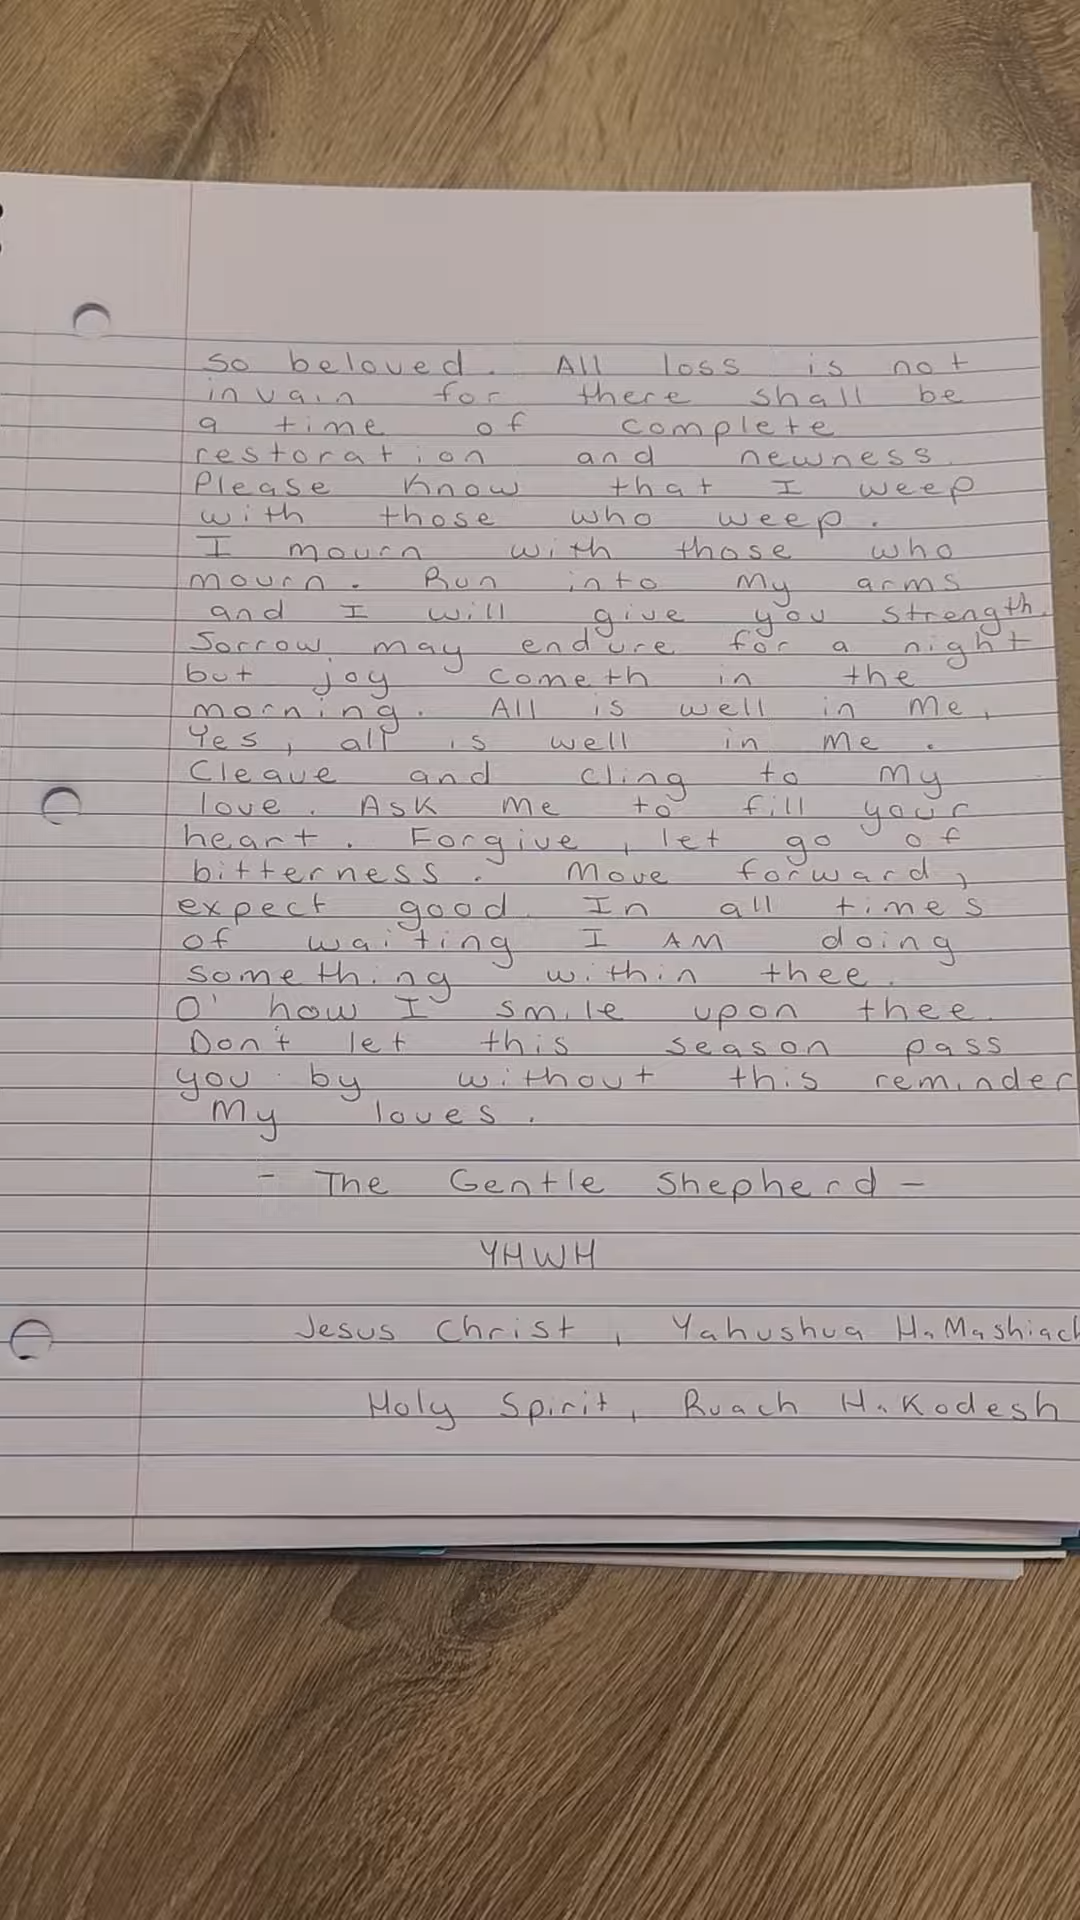 so beloved. All loss is not
in vain for there shall be
a time of complete
restoration and newness.
Please know that I weep
with those who weep.
I mourn with those who
mourn. Run into My arms
and I will give you strength.
Sorrow may endure for a night
but joy cometh in the
morning. All is well in Me,
Yes, all is well in Me.
Cleave and cling to My
love. Ask Me to fill your
heart. Forgive, let go of
bitterness. Move forward,
expect good. In all times
of waiting I AM doing
something within thee.
O' how I smile upon thee.
Don't let this season pass
you by without this reminder
My loves.
- The Gentle Shepherd -
YHWH
Jesus Christ, Yahushua HaMashiach
Holy Spirit, Ruach HaKodesh